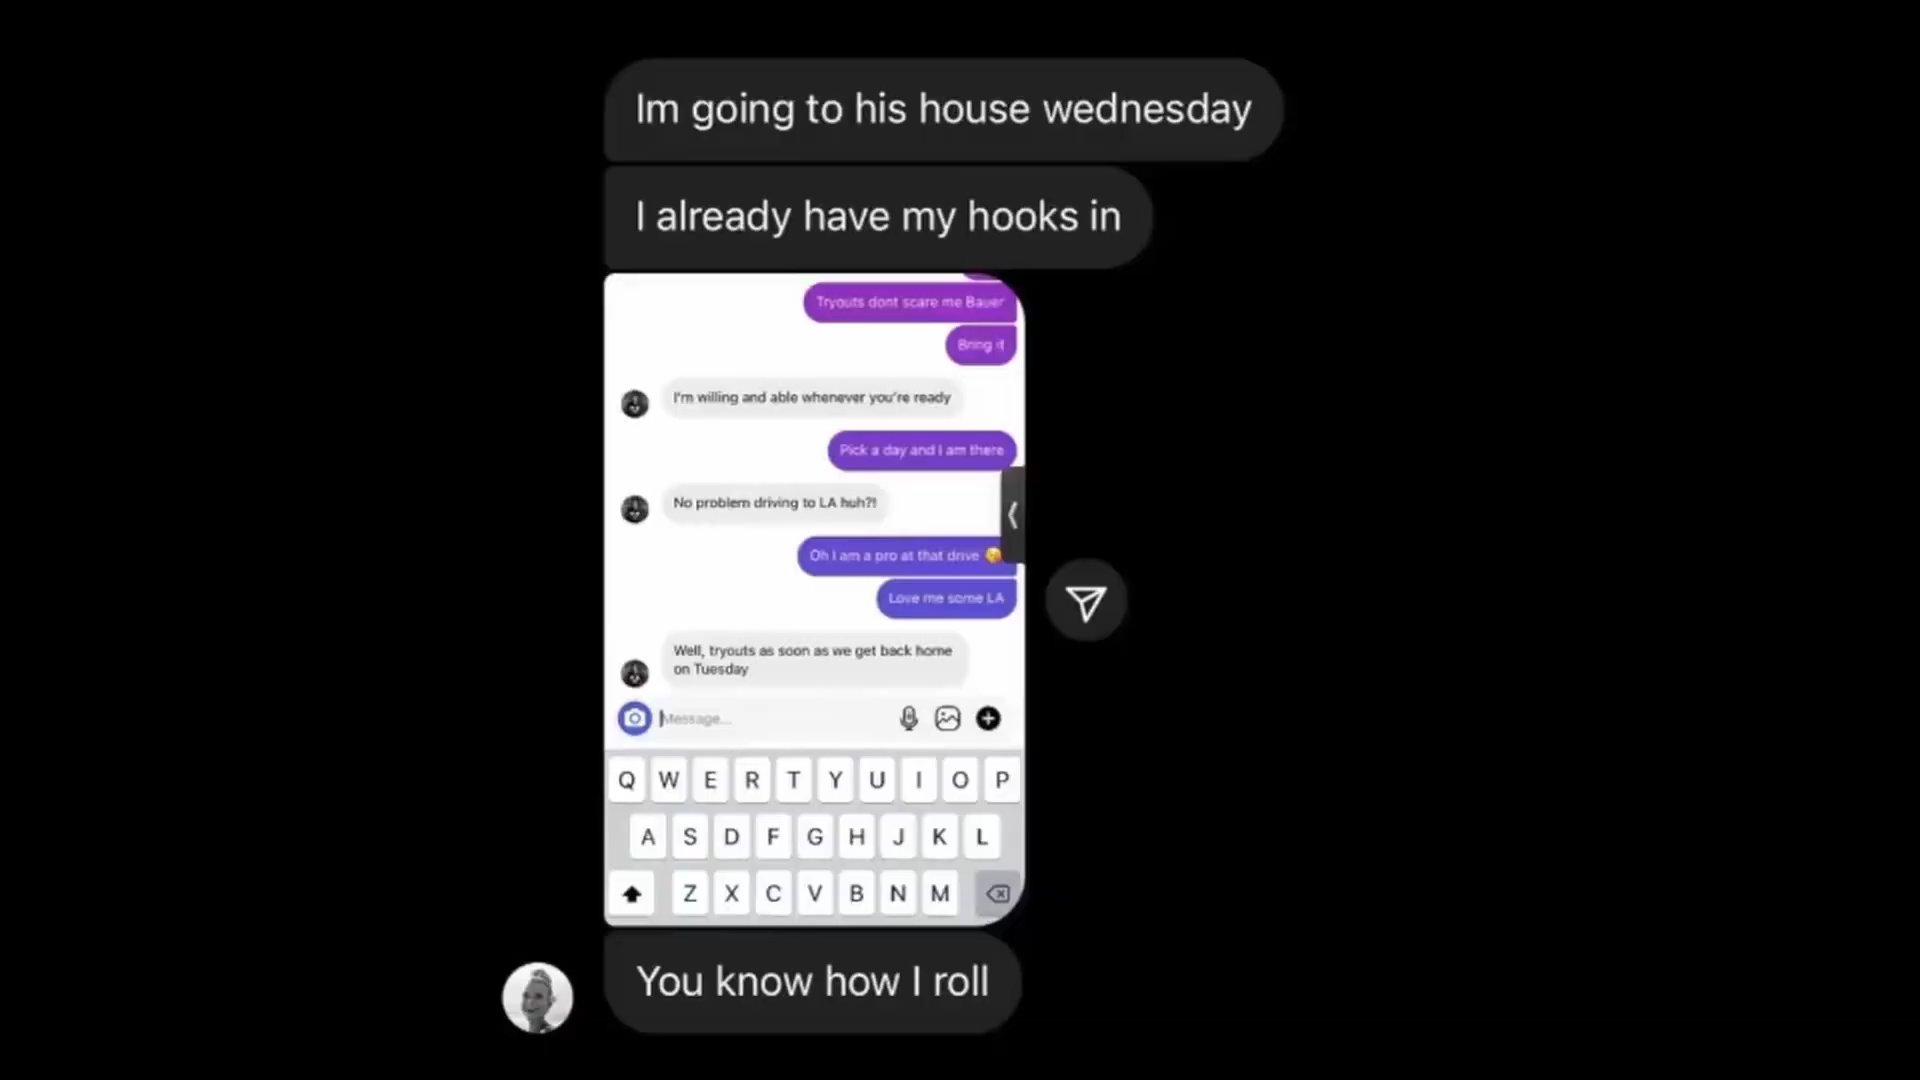 Im going to his house wednesday
I already have my hooks in
Tryouts dont scare me Bauer
Bring it
I'm willing and able whenever you're ready
Pick a day and I am there
No problem driving to LA huh?!
Oh I am a pro at that drive
Love me some LA
Well, tryouts as soon as we get back home
on Tuesday
Message...
Q W E R T Y U I O P
A S D F G H J K L
Z X C V B N M
You know how I roll